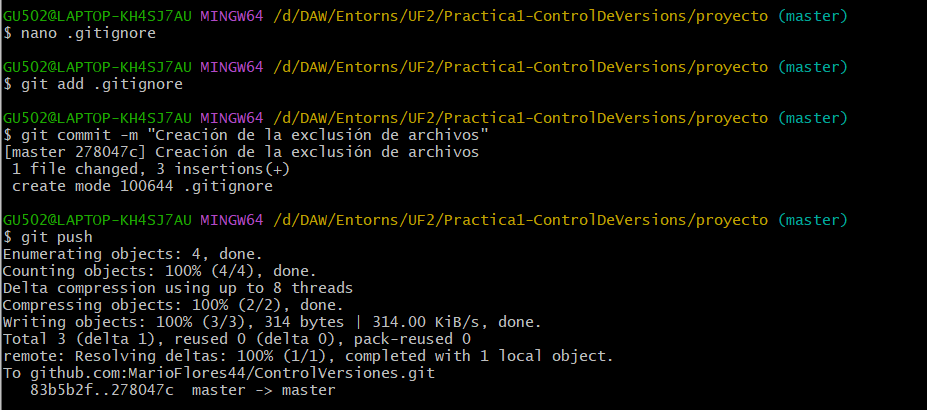 GU502@LAPTOP-KH4SJ7AU MINGW64 /d/DAW/Entorns/UF2/Practica1-ControlDeVersions/proyecto (master)
$ nano .gitignore
GU502@LAPTOP-KH4SJ7AU MINGW64 /d/DAW/Entorns/UF2/Practica1-ControlDeVersions/proyecto (master)
$ git add .gitignore
GU502@LAPTOP-KH4SJ7AU MINGW64 /d/DAW/Entorns/UF2/Practica1-ControlDeVersions/proyecto (master)
$ git commit -m "Creación de la exclusión de archivos"
[master 278047c] Creación de la exclusión de archivos
 1 file changed, 3 insertions(+)
 create mode 100644 .gitignore
GU502@LAPTOP-KH4SJ7AU MINGW64 /d/DAW/Entorns/UF2/Practica1-ControlDeVersions/proyecto (master)
$ git push
Enumerating objects: 4, done.
Counting objects: 100% (4/4), done.
Delta compression using up to 8 threads
Compressing objects: 100% (2/2), done.
Writing objects: 100% (3/3), 314 bytes | 314.00 KiB/s, done.
Total 3 (delta 1), reused 0 (delta 0), pack-reused 0
remote: Resolving deltas: 100% (1/1), completed with 1 local object.
To github.com:MarioFlores44/ControlVersiones.git
   83b5b2f..278047c  master -> master